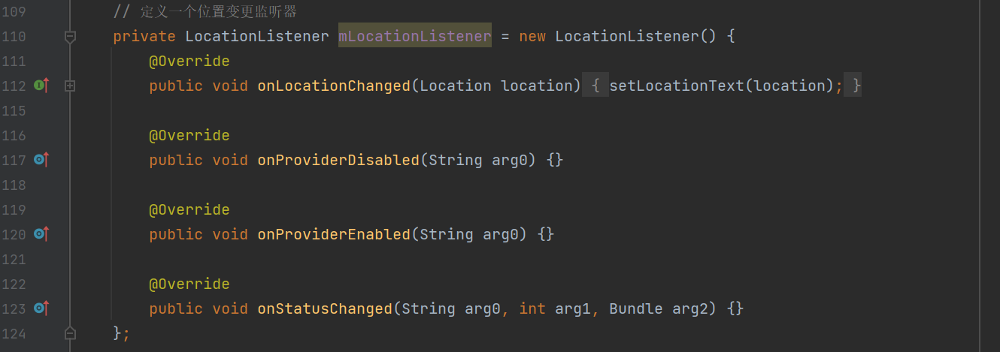 109 // 定义一个位置变更监听器
110 private LocationListener mLocationListener = new LocationListener() {
111 @Override
112 public void onLocationChanged(Location location) { setLocationText(location); }
115
116 @Override
117 public void onProviderDisabled(String arg0) {}
118
119 @Override
120 public void onProviderEnabled(String arg0) {}
121
122 @Override
123 public void onStatusChanged(String arg0, int arg1, Bundle arg2) {}
124 };